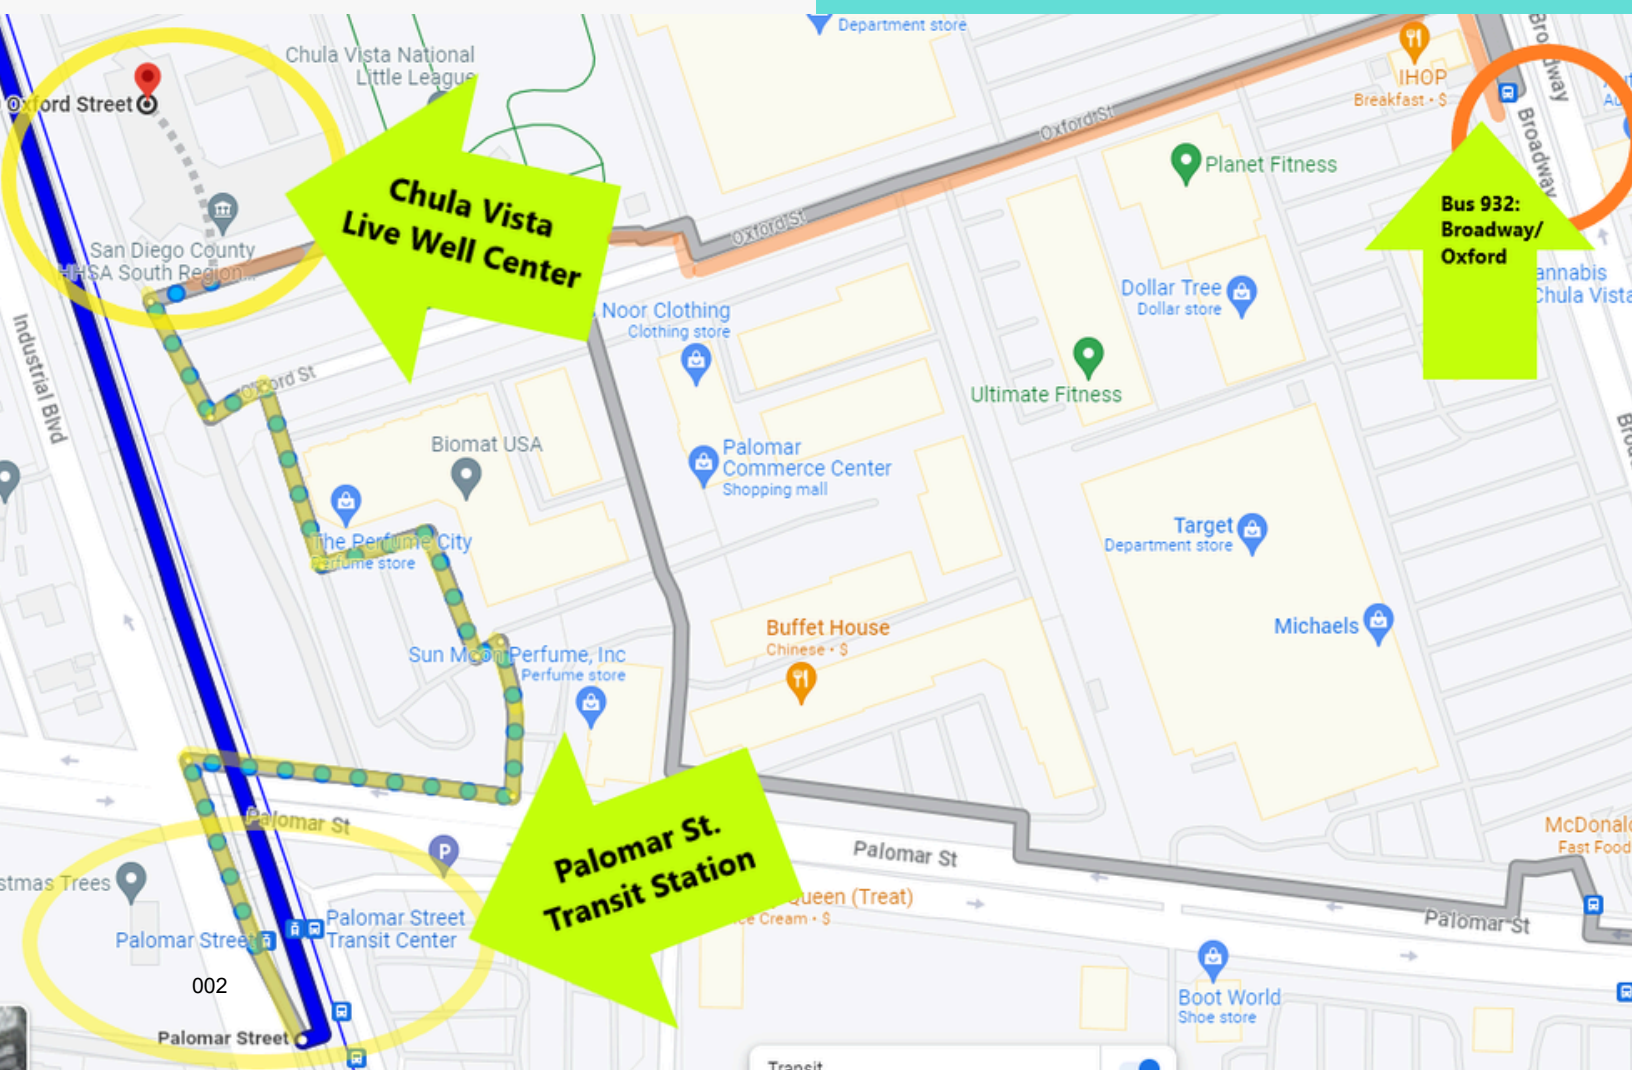 Department store
Broadway
Chula Vista National
Little League
IHOP
Breakfast • $
Oxford Street
Broadway
Oxford St
Planet Fitness
Chula Vista
Live Well Center
Bus 932:
Broadway/
Oxford
Oxford St
San Diego County
HHSA South Region...
annabis
Chula Vista
Dollar Tree
Dollar store
Noor Clothing
Clothing store
Industrial Blvd
Oxford St
Ultimate Fitness
Biomat USA
Palomar
Commerce Center
Shopping mall
Target
Department store
The Perfume City
Perfume store
Michaels
Buffet House
Chinese • $
Sun Moon Perfume, Inc
Perfume store
Palomar St
Palomar St.
Transit Station
Palomar St
McDonald
Fast Food
stmas Trees
P
Queen (Treat)
ce Cream • $
Palomar St
Palomar Street
Transit Center
Palomar Street
002
Boot World
Shoe store
Palomar Street
Transit